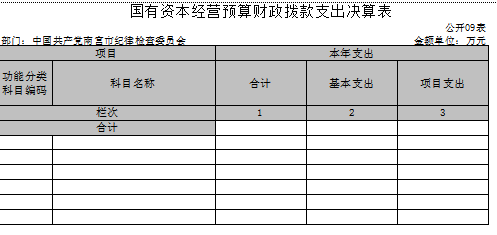 国有资本经营预算财政拨款支出决算表
公开09表
部门：中国共产党南宫市纪律检查委员会 金额单位：万元
项目 本年支出
功能分类科目编码 科目名称 合计 基本支出 项目支出
栏次 1 2 3
合计